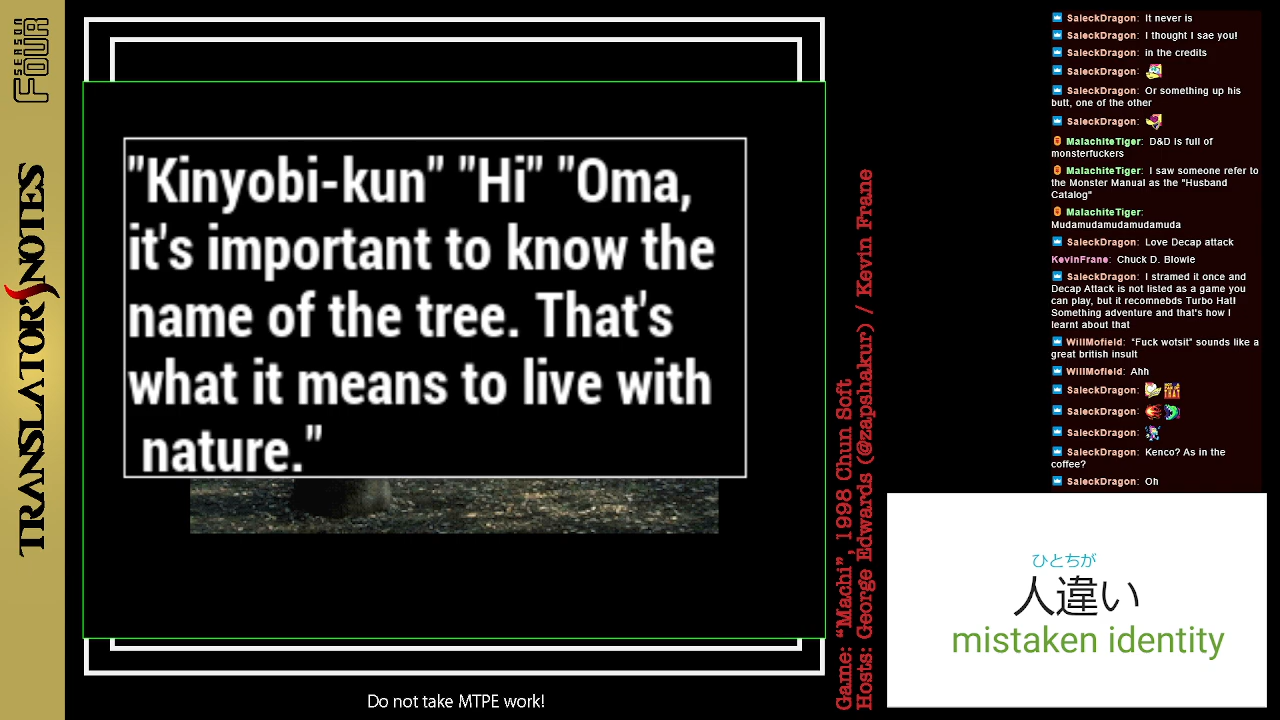 SEASON
FOUR
TRANSLATOR'S NOTES
"Kinyobi-kun" "Hi" "Oma,
it's important to know the
name of the tree. That's
what it means to live with
nature."
Do not take MTPE work!
Game: "Machi", 1998 Chun Soft
Hosts: George Edwards (@zapshakur) / Kevin Frane
SaleckDragon: It never is
SaleckDragon: I thought I sae you!
SaleckDragon: in the credits
SaleckDragon:
SaleckDragon: Or something up his
butt, one of the other
SaleckDragon:
MalachiteTiger: D&D is full of
monsterfuckers
MalachiteTiger: I saw someone refer to
the Monster Manual as the "Husband
Catalog"
MalachiteTiger:
Mudamudamudamudamuda
SaleckDragon: Love Decap attack
KevinFrane: Chuck D. Blowie
SaleckDragon: I stramed it once and
Decap Attack is not listed as a game you
can play, but it recomnebds Turbo Hall
Something adventure and that's how I
learnt about that
WillMofield: "Fuck wotsit" sounds like a
great british insult
WillMofield: Ahh
SaleckDragon:
SaleckDragon:
SaleckDragon:
SaleckDragon: Kenco? As in the
coffee?
SaleckDragon: Oh
ひとちが
人違い
mistaken identity